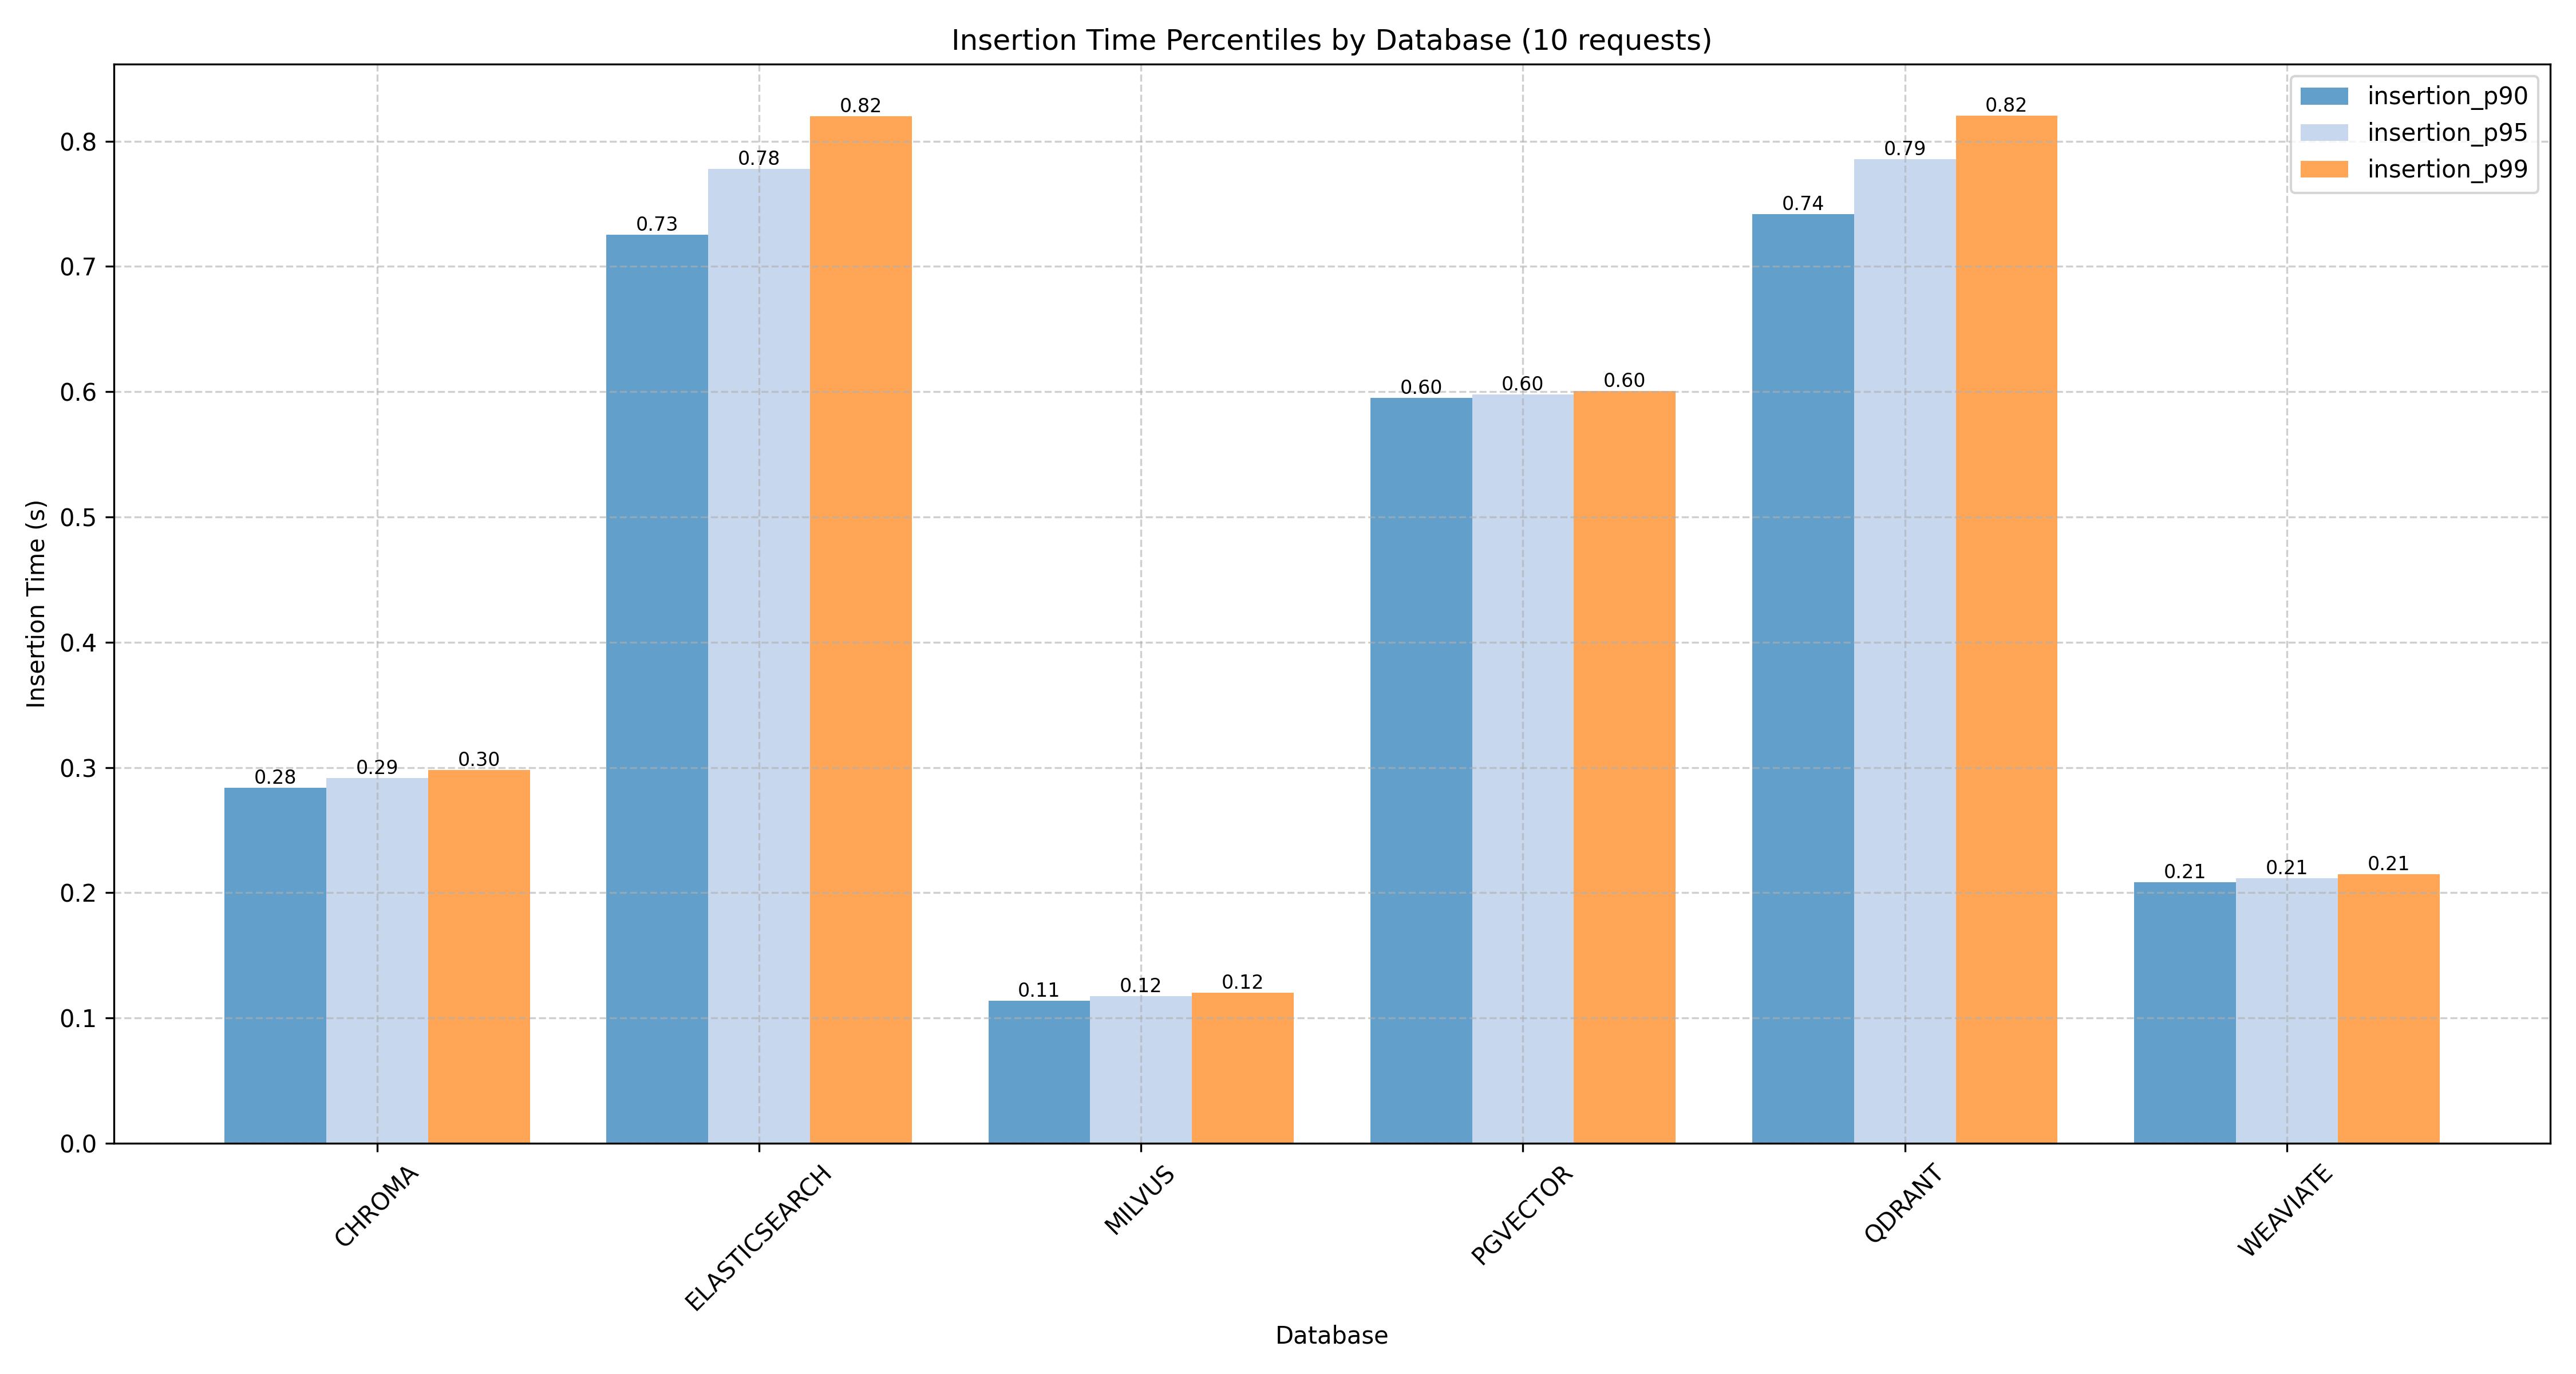 Insertion Time Percentiles by Database (10 requests)
insertion_p90
insertion_p95
insertion_p99
Insertion Time (s)
0.8
0.7
0.6
0.5
0.4
0.3
0.2
0.1
0.0
0.28
0.29
0.30
0.73
0.78
0.82
0.11
0.12
0.12
0.60
0.60
0.60
0.74
0.79
0.82
0.21
0.21
0.21
CHROMA
ELASTICSEARCH
MILVUS
PGVECTOR
QDRANT
WEAVIATE
Database